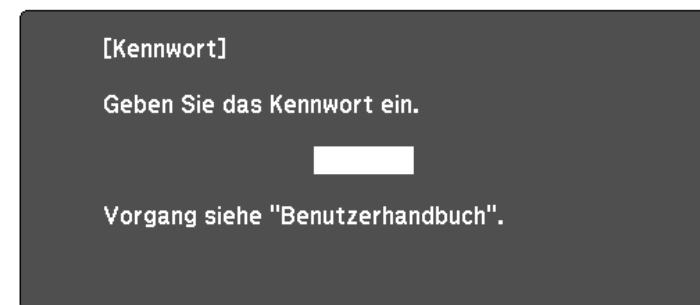 [Kennwort]
Geben Sie das Kennwort ein.
Vorgang siehe "Benutzerhandbuch".